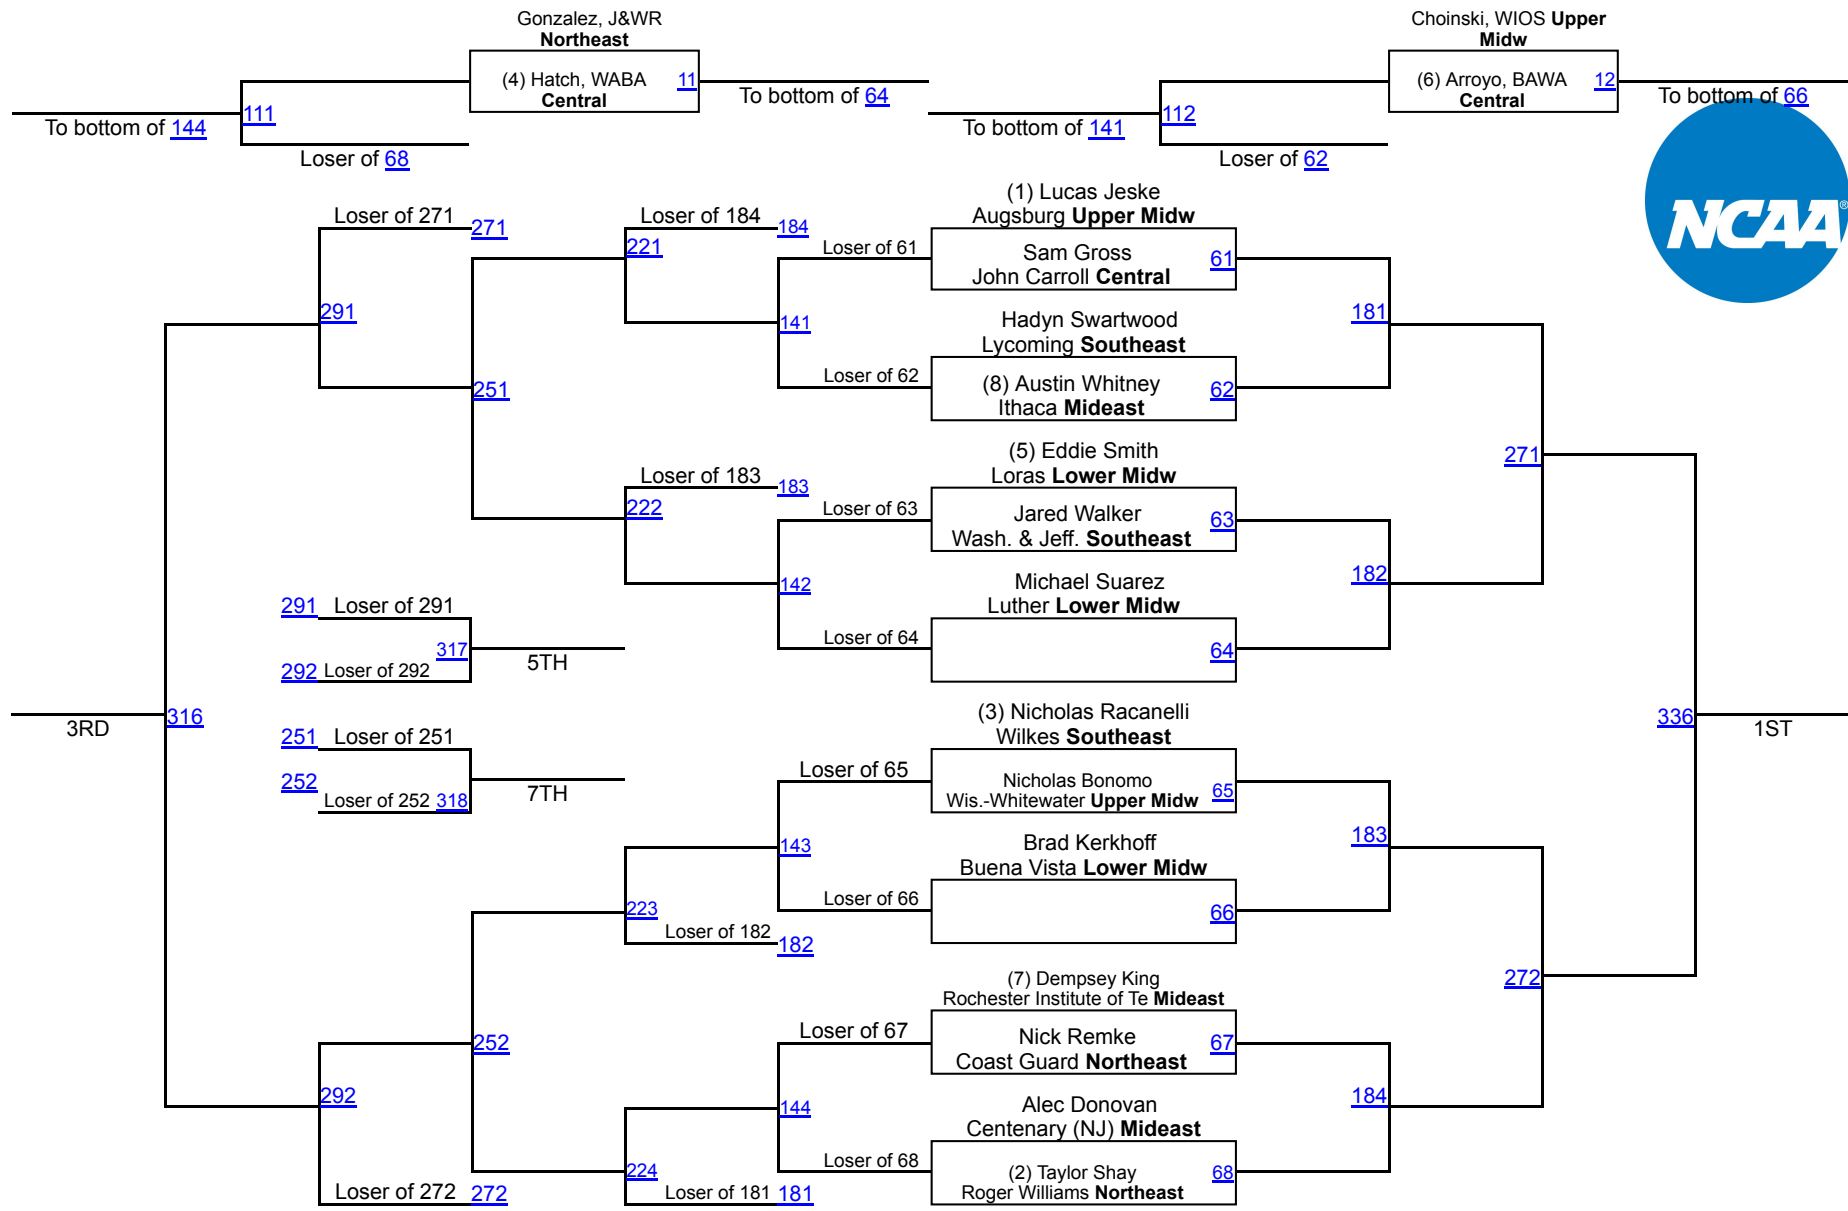 Gonzalez, J&WR
Northeast
(4) Hatch, WABA
Central
11
To bottom of 64
111
To bottom of 144
Loser of 68
Choinski, WIOS Upper
Midw
(6) Arroyo, BAWA
Central
12
To bottom of 66
112
To bottom of 141
Loser of 62
NCAA®
(1) Lucas Jeske
Augsburg Upper Midw
Loser of 271 271
Loser of 184 184
Loser of 61
Sam Gross
John Carroll Central
61
221
291
141
Hadyn Swartwood
Lycoming Southeast
181
251
Loser of 62
(8) Austin Whitney
Ithaca Mideast
62
(5) Eddie Smith
Loras Lower Midw
271
Loser of 183 183
222
Loser of 63
Jared Walker
Wash. & Jeff. Southeast
63
142
Michael Suarez
Luther Lower Midw
182
291 Loser of 291
317
5TH
292 Loser of 292
Loser of 64
64
3RD
316
(3) Nicholas Racanelli
Wilkes Southeast
336
1ST
251 Loser of 251
252
Loser of 252 318
7TH
Loser of 65
Nicholas Bonomo
Wis.-Whitewater Upper Midw
65
143
Brad Kerkhoff
Buena Vista Lower Midw
183
223
Loser of 66
66
Loser of 182
182
(7) Dempsey King
Rochester Institute of Te Mideast
272
252
Loser of 67
Nick Remke
Coast Guard Northeast
67
292
144
Alec Donovan
Centenary (NJ) Mideast
184
224
Loser of 68
(2) Taylor Shay
Roger Williams Northeast
68
Loser of 272 272
Loser of 181 181